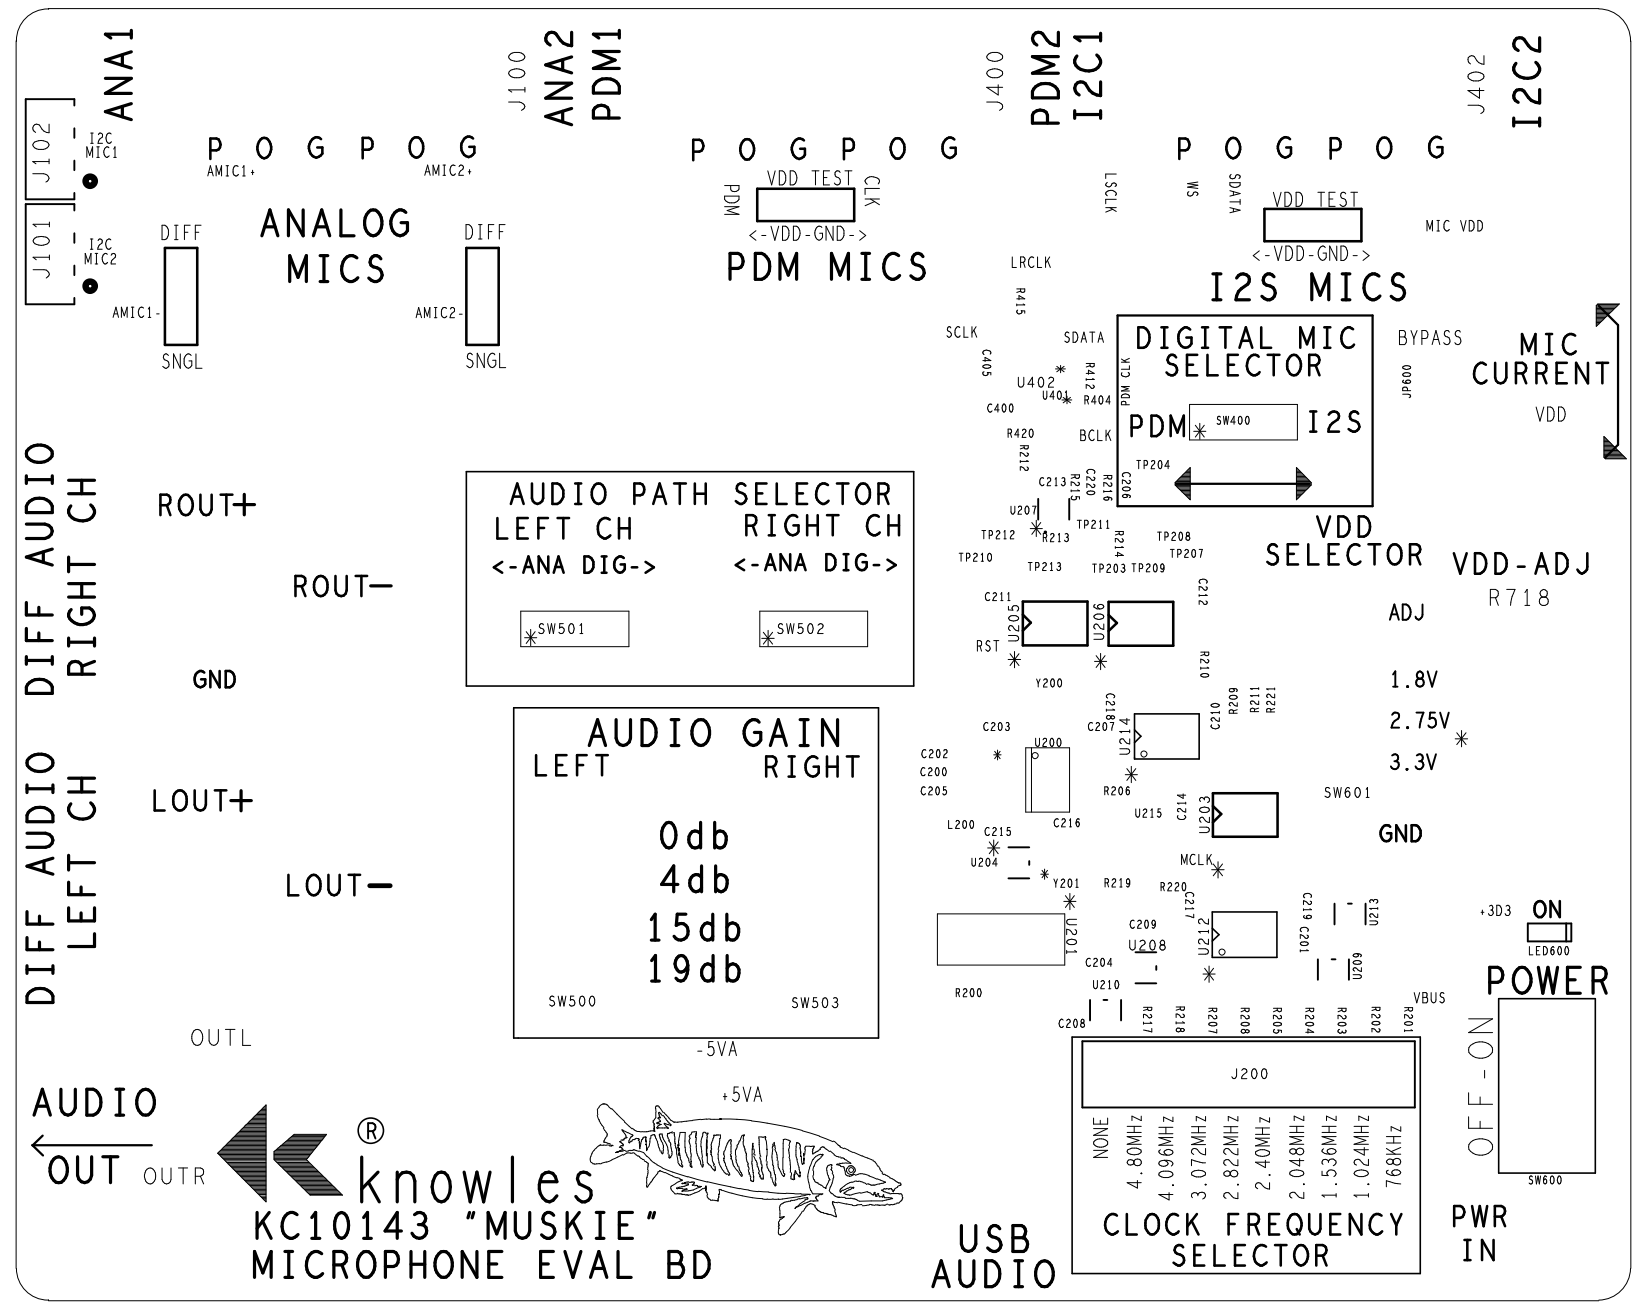 ANA1
J100
ANA2
PDM1
J400
PDM2
I2C1
J402
I2C2
J102
I2C
MIC1
J101
I2C
MIC2
P O G P O G
AMIC1+
AMIC2+
ANALOG
MICS
DIFF
DIFF
AMIC1-
AMIC2-
SNGL
SNGL
P O G P O G
PDM
VDD TEST
CLK
<-VDD-GND->
PDM MICS
P O G P O G
LSCLK
WS
SDATA
VDD TEST
MIC VDD
<-VDD-GND->
I2S MICS
LRCLK
R415
SCLK
SDATA
C405
U402
U401
R412
R404
PDM CLK
C400
R420
BCLK
R212
DIGITAL MIC
SELECTOR
PDM
SW400
I2S
TP204
BYPASS
JP600
MIC
CURRENT
VDD
DIFF AUDIO
RIGHT CH
ROUT+
ROUT-
GND
AUDIO PATH SELECTOR
LEFT CH
RIGHT CH
<-ANA DIG->
<-ANA DIG->
SW501
SW502
C213
R215
C220
R216
C206
U207
TP211
TP212
R213
R214
TP208
TP210
TP207
TP213
TP203
TP209
VDD
SELECTOR
VDD-ADJ
R718
ADJ
1.8V
2.75V
3.3V
SW601
GND
C211
U205
U206
C212
RST
R210
Y200
C218
C210
R209
R211
R221
C203
C207
U214
U200
C202
C200
C205
R206
U215
C214
U203
C216
L200
C215
U204
MCLK
Y201
R219
R220
C217
U201
C209
U208
U212
C219
U213
C201
C204
U209
U210
R200
C208
R217
R218
R207
R208
R205
R204
R203
R202
R201
VBUS
DIFF AUDIO
LEFT CH
LOUT+
LOUT-
AUDIO GAIN
LEFT
RIGHT
0db
4db
15db
19db
SW500
SW503
-5VA
+5VA
+3D3
ON
LED600
POWER
OFF-ON
SW600
PWR
IN
J200
NONE
4.80MHZ
4.096MHZ
3.072MHZ
2.822MHZ
2.40MHZ
2.048MHZ
1.536MHZ
1.024MHZ
768KHZ
CLOCK FREQUENCY
SELECTOR
USB
AUDIO
OUTL
AUDIO
OUT
OUTR
®
knowles
KC10143 "MUSKIE"
MICROPHONE EVAL BD